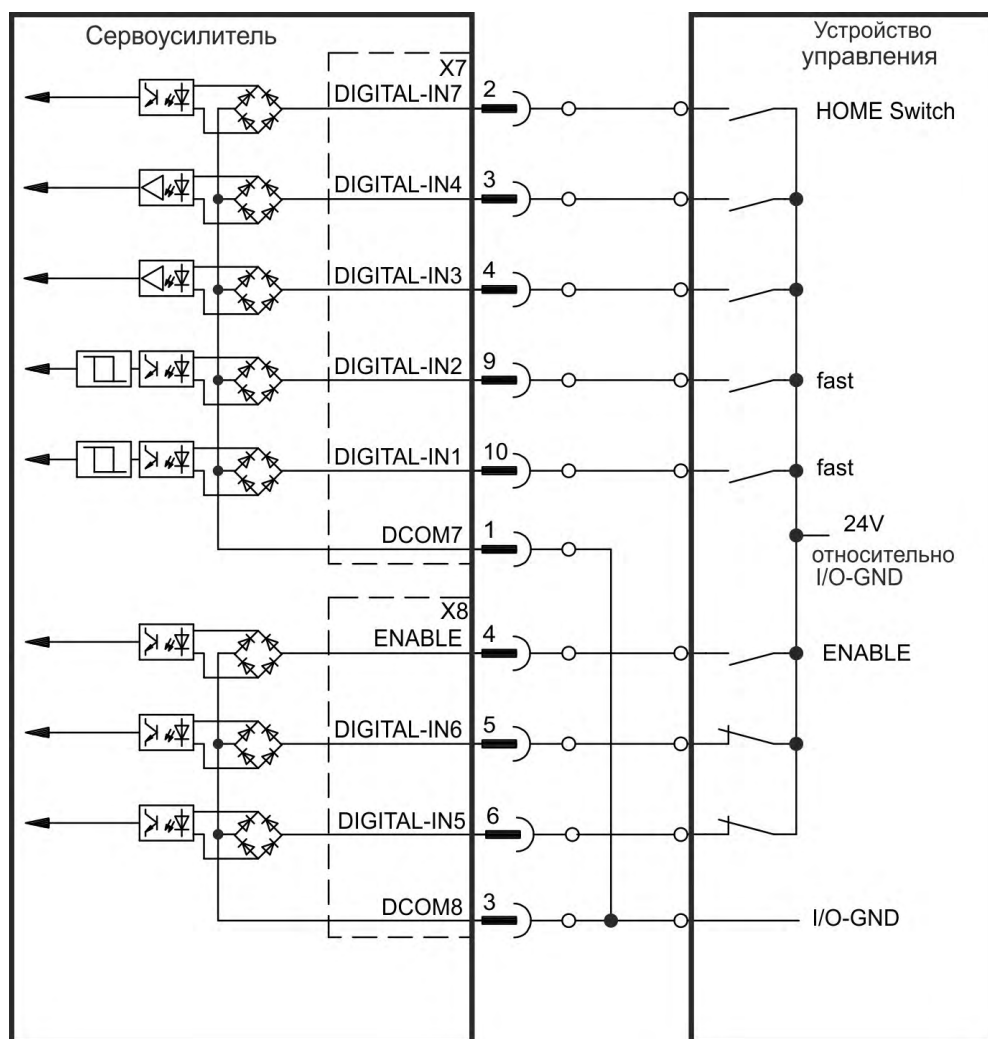 Сервоусилитель
Устройство
управления
X7
DIGITAL-IN7
2
HOME Switch
DIGITAL-IN4
3
DIGITAL-IN3
4
DIGITAL-IN2
9
fast
DIGITAL-IN1
10
fast
DCOM7
1
24V
относительно
I/O-GND
X8
ENABLE
4
ENABLE
DIGITAL-IN6
5
DIGITAL-IN5
6
DCOM8
3
I/O-GND